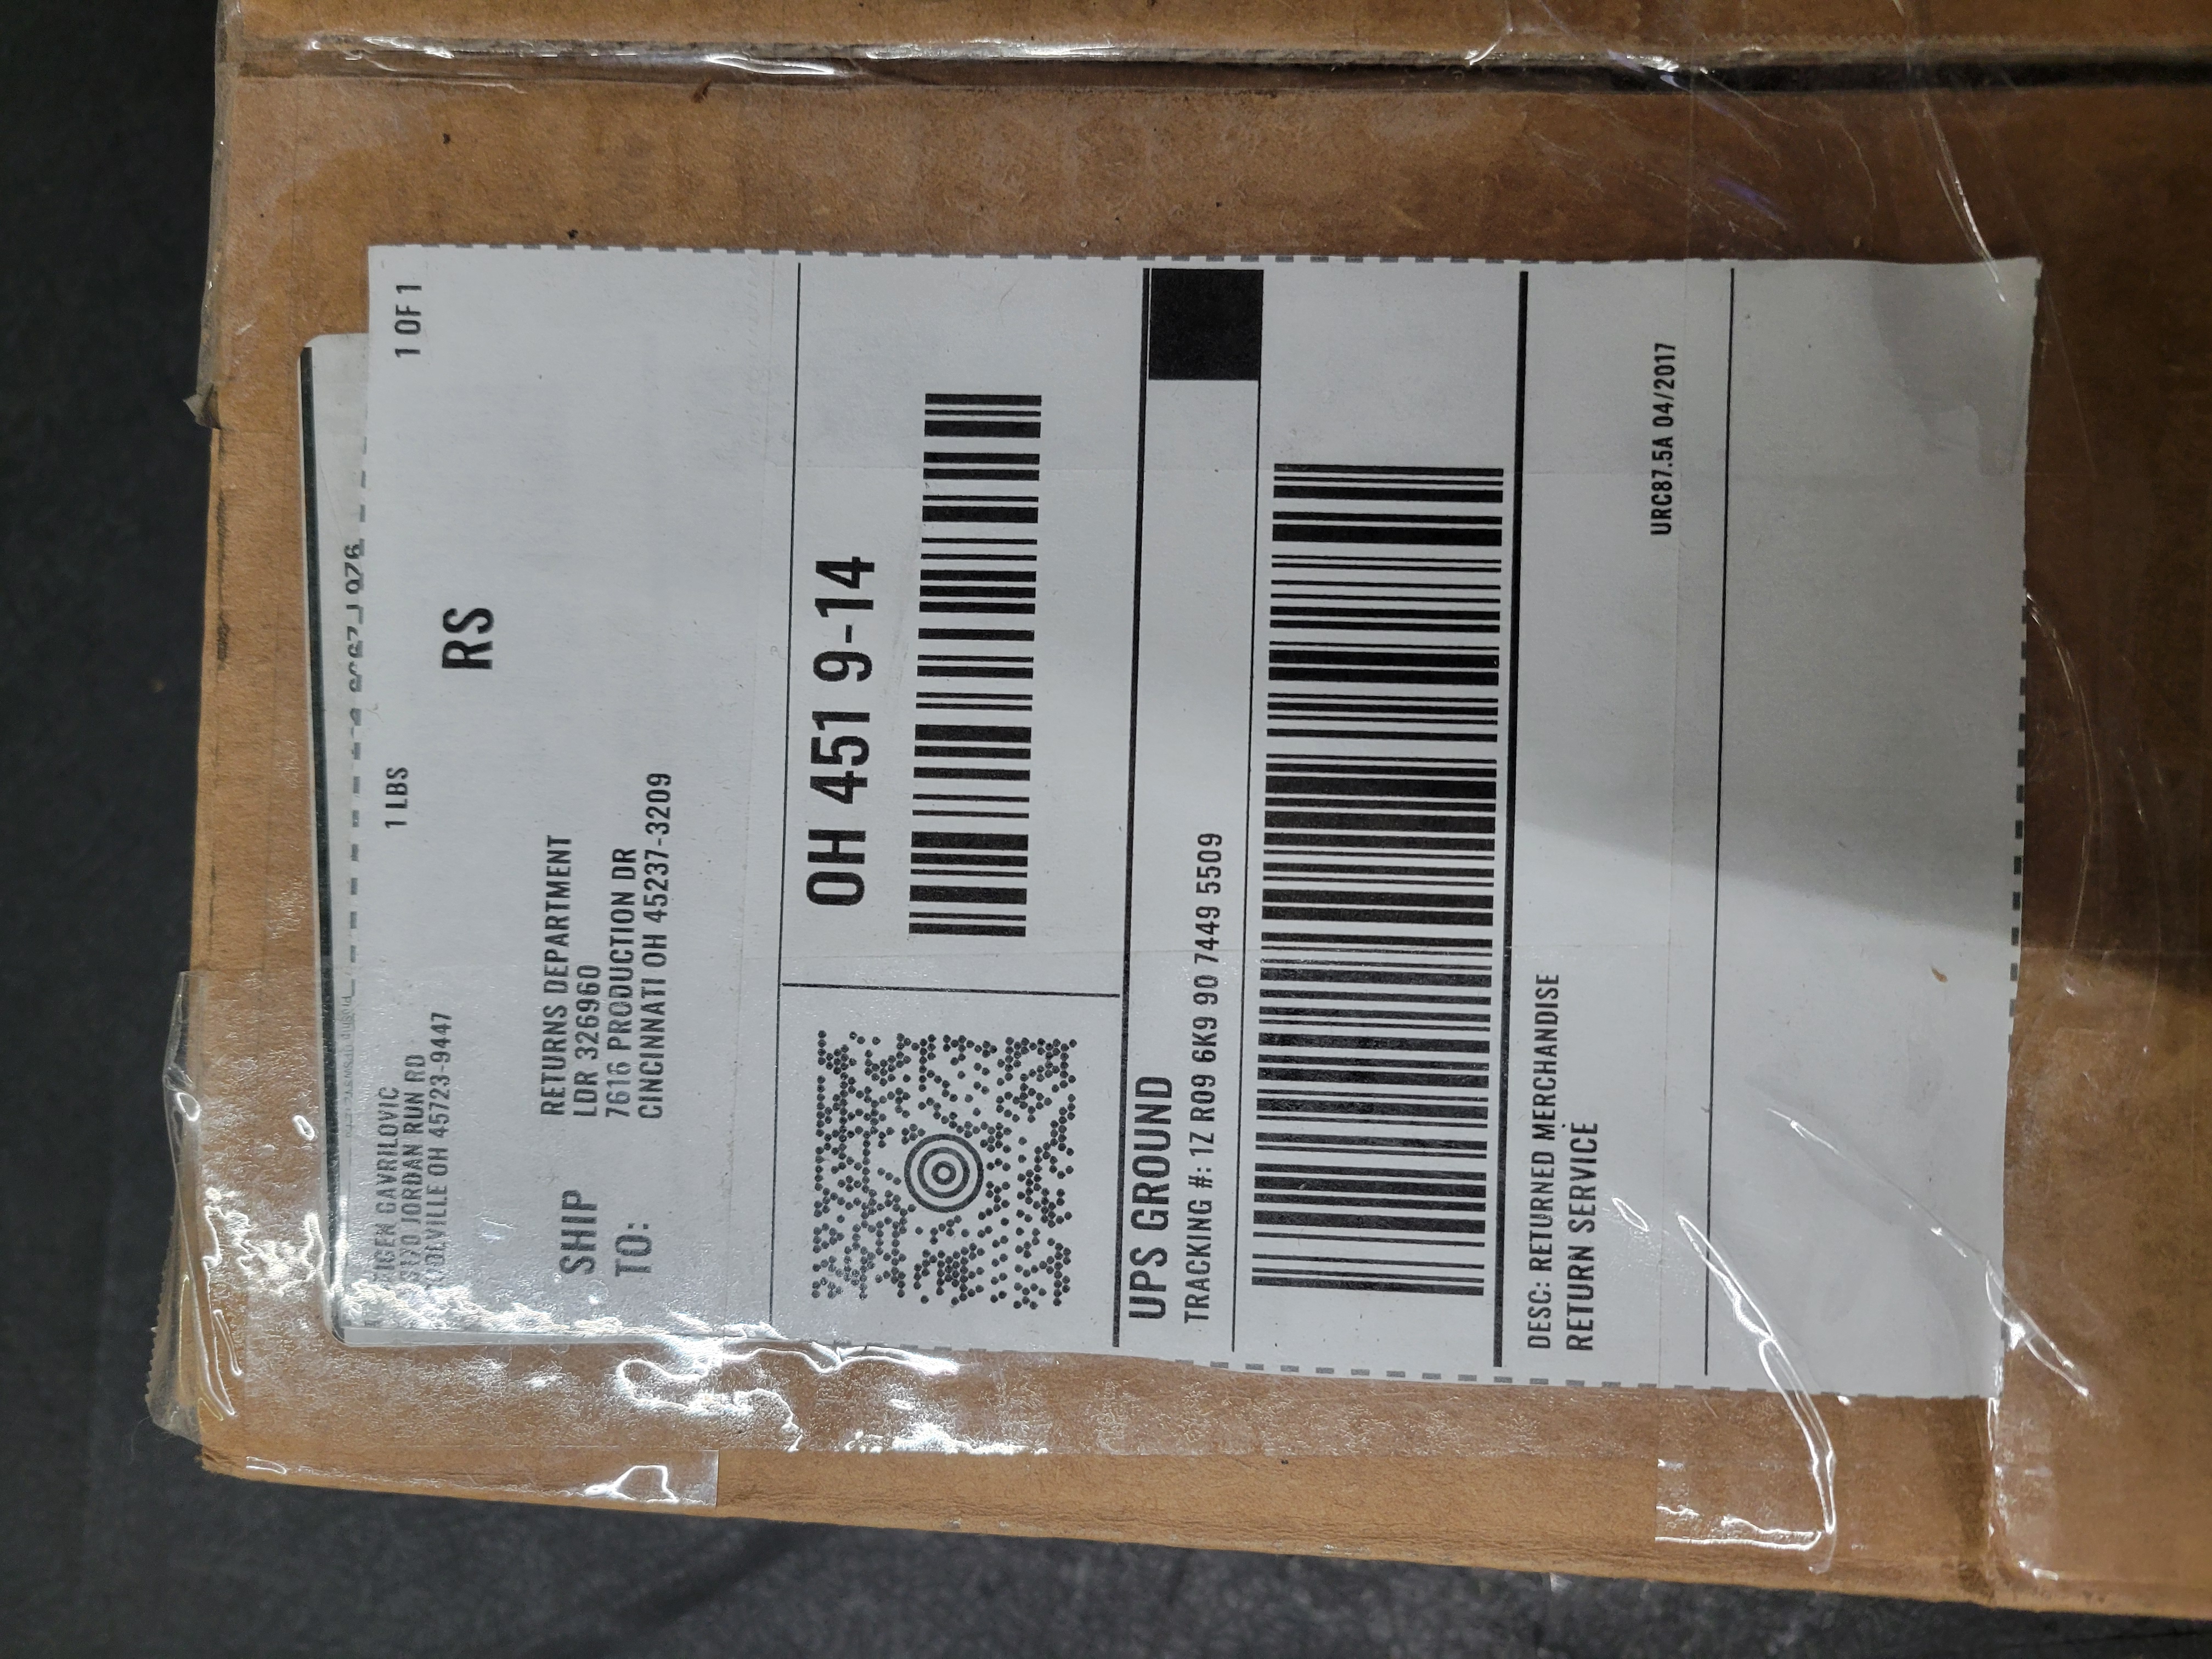 GAVRILOVIC
JORDAN RUN RD
OH 45723-9447
1 LBS
1 OF 1
RS
SHIP
TO:
RETURNS DEPARTMENT
LDR 326960
7616 PRODUCTION DR
CINCINNATI OH 45237-3209
OH 451 9-14
UPS GROUND
TRACKING #: 1Z R09 6K9 90 7449 5509
DESC: RETURNED MERCHANDISE
RETURN SERVICE
URC87.5A 04/2017